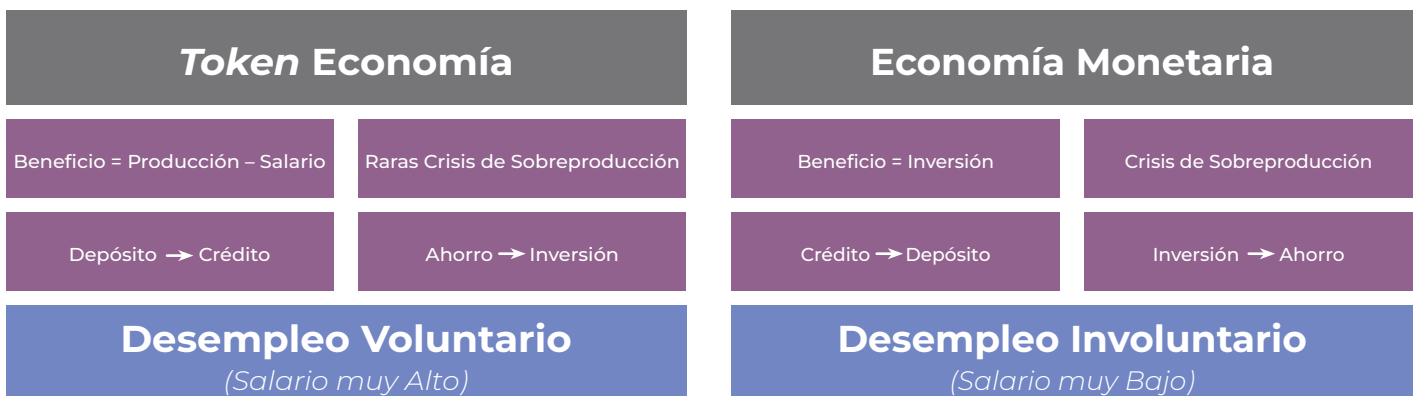 Token Economía
Beneficio = Producción – Salario
Raras Crisis de Sobreproducción
Depósito → Crédito
Ahorro → Inversión
Desempleo Voluntario
(Salario muy Alto)
Economía Monetaria
Beneficio = Inversión
Crisis de Sobreproducción
Crédito → Depósito
Inversión → Ahorro
Desempleo Involuntario
(Salario muy Bajo)